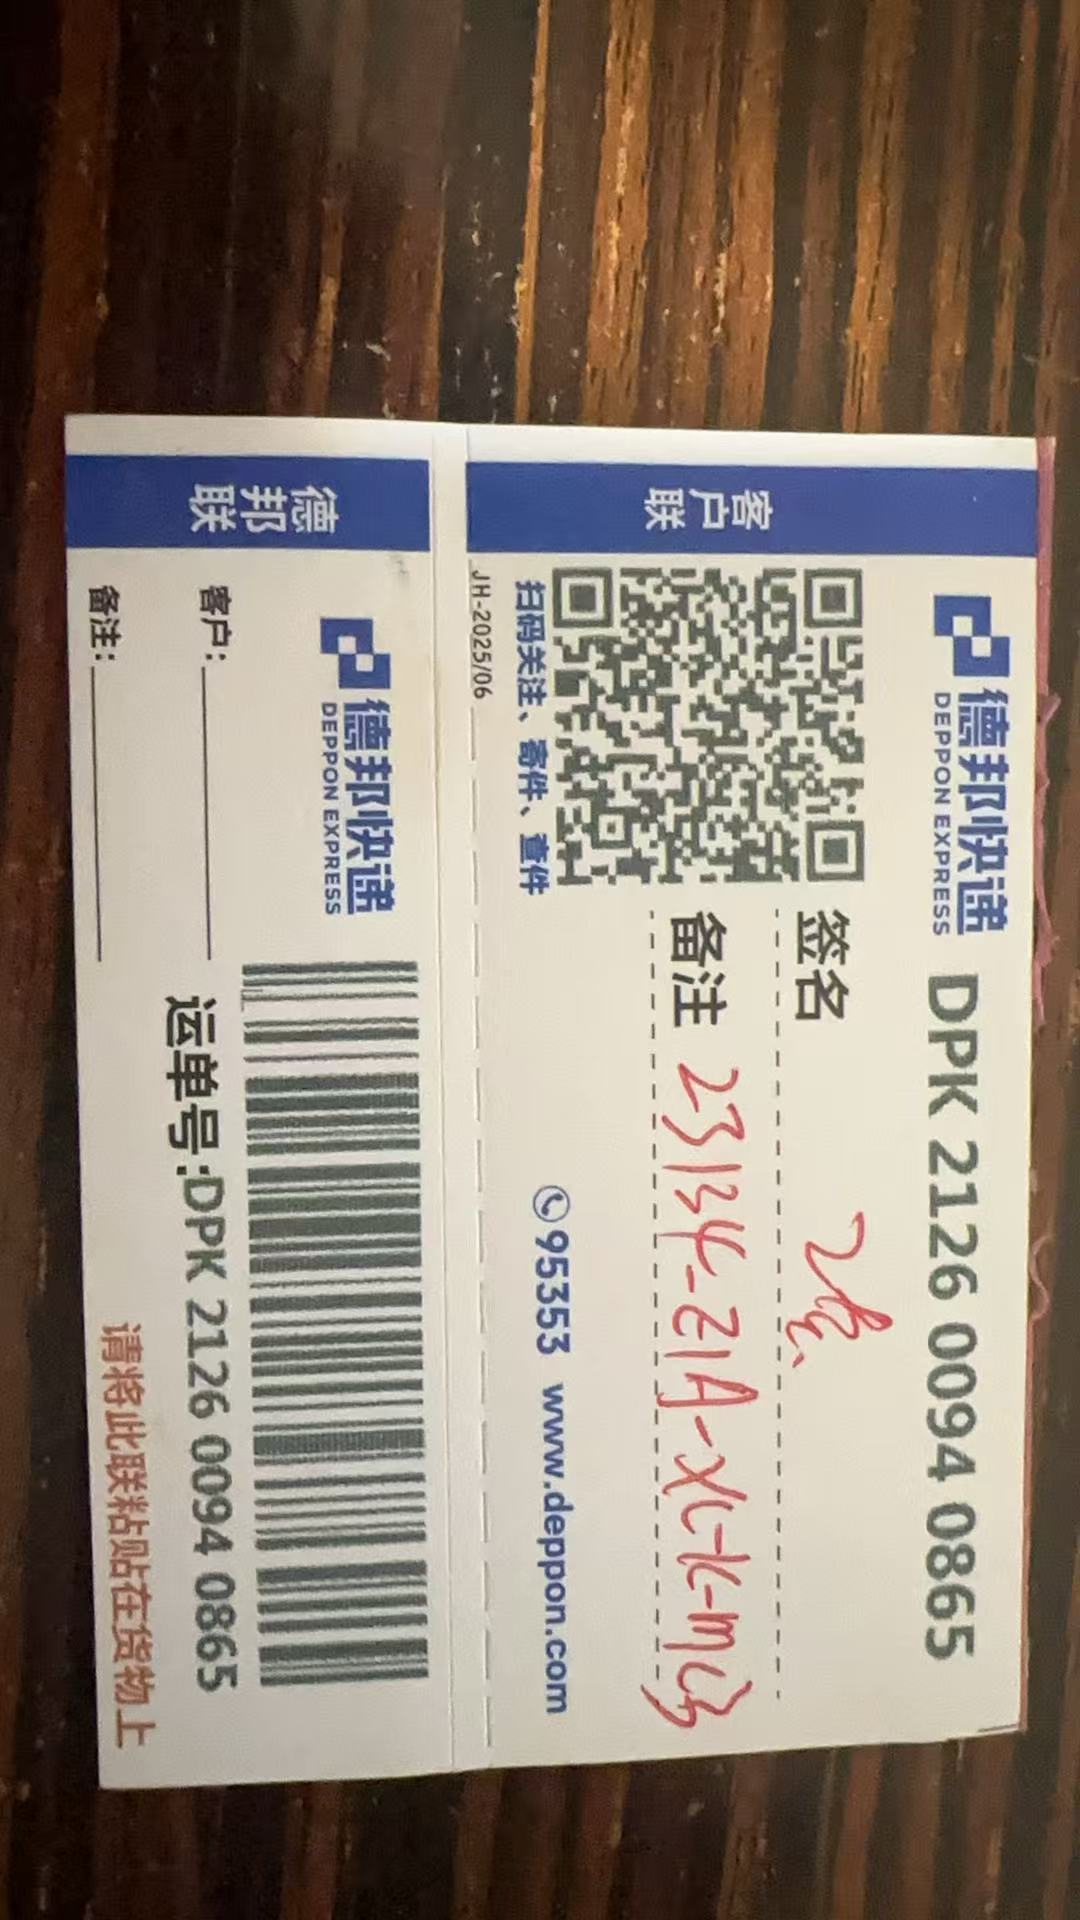 客户联
德邦快递
DEPPON EXPRESS
DPK 2126 0094 0865
签名
备注 23134-21A-XL-K-M
扫码关注、寄件、查件
95353 www.deppon.com
JH-2025/06
德邦联
德邦快递
DEPPON EXPRESS
客户:
备注:
运单号:DPK 2126 0094 0865
请将此联粘贴在货物上